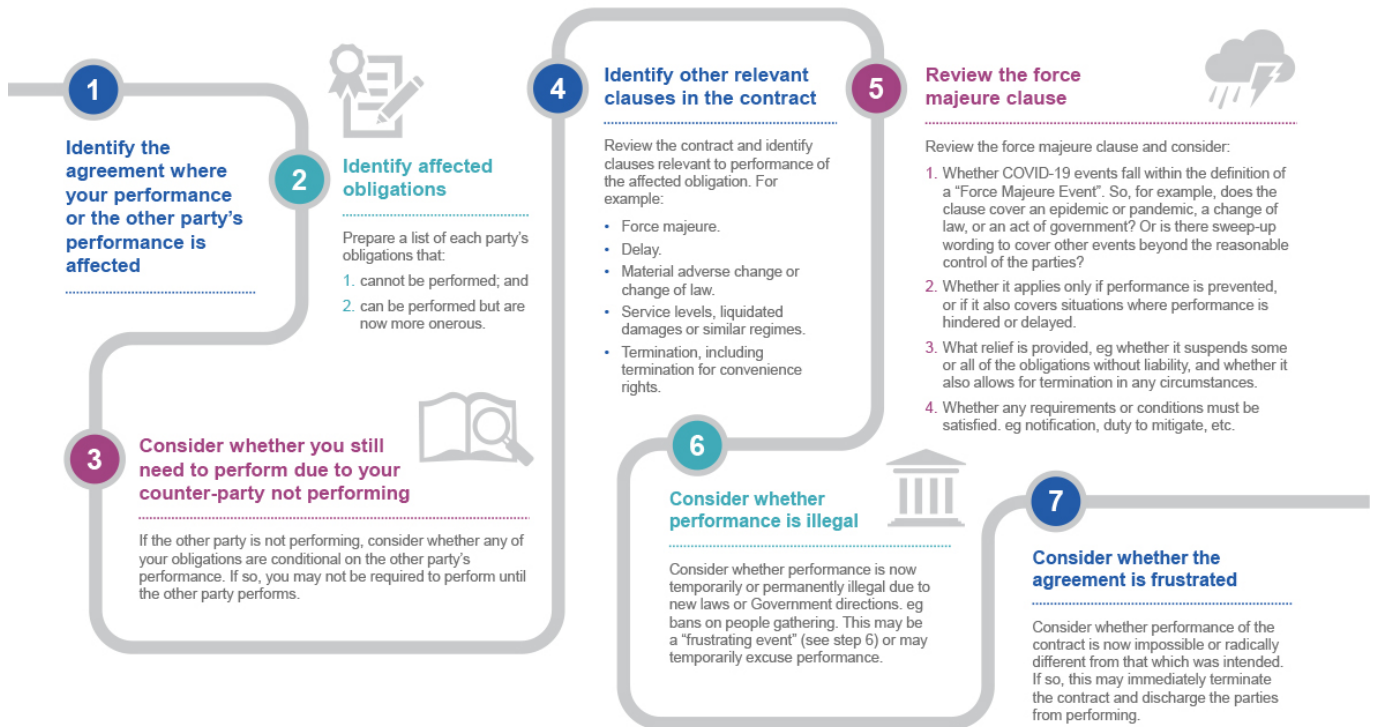 1
Identify the
agreement where
your performance
or the other party's
performance is
affected
2
Identify affected
obligations
Prepare a list of each party's
obligations that:
1. cannot be performed; and
2. can be performed but are
now more onerous.
3
Consider whether you still
need to perform due to your
counter-party not performing
If the other party is not performing, consider whether any of
your obligations are conditional on the other party's
performance. If so, you may not be required to perform until
the other party performs.
4
Identify other relevant
clauses in the contract
Review the contract and identify
clauses relevant to performance of
the affected obligation. For
example:
• Force majeure.
• Delay.
• Material adverse change or
change of law.
• Service levels, liquidated
damages or similar regimes.
• Termination, including
termination for convenience
rights.
5
Review the force
majeure clause
Review the force majeure clause and consider:
1. Whether COVID-19 events fall within the definition of
a “Force Majeure Event”. So, for example, does the
clause cover an epidemic or pandemic, a change of
law, or an act of government? Or is there sweep-up
wording to cover other events beyond the reasonable
control of the parties?
2. Whether it applies only if performance is prevented,
or if it also covers situations where performance is
hindered or delayed.
3. What relief is provided, eg whether it suspends some
or all of the obligations without liability, and whether it
also allows for termination in any circumstances.
4. Whether any requirements or conditions must be
satisfied. eg notification, duty to mitigate, etc.
6
Consider whether
performance is illegal
Consider whether performance is now
temporarily or permanently illegal due to
new laws or Government directions. eg
bans on people gathering. This may be
a “frustrating event” (see step 6) or may
temporarily excuse performance.
7
Consider whether the
agreement is frustrated
Consider whether performance of the
contract is now impossible or radically
different from that which was intended.
If so, this may immediately terminate
the contract and discharge the parties
from performing.